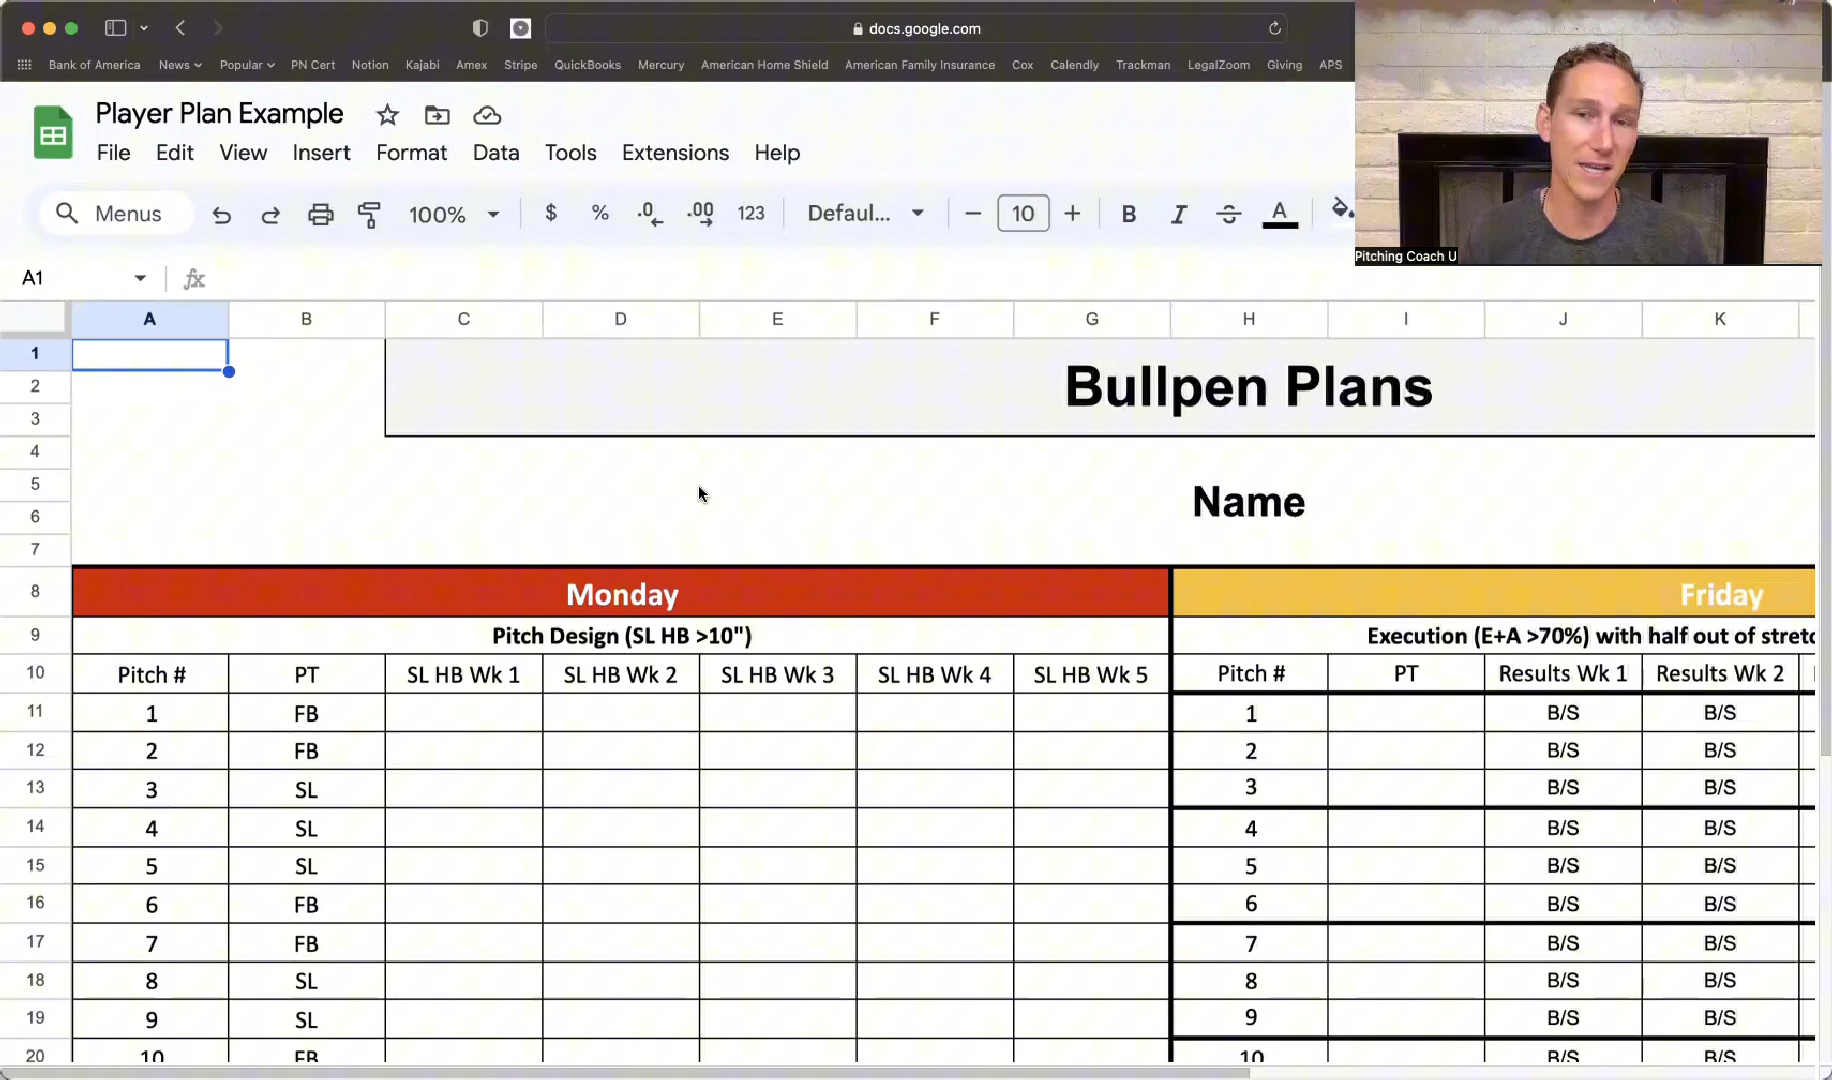 docs.google.com
Bank of America News Popular PN Cert Notion Kajabi Amex Stripe QuickBooks Mercury American Home Shield American Family Insurance Cox Calendly Trackman LegalZoom Giving APS
Player Plan Example
File Edit View Insert Format Data Tools Extensions Help
Menus 100% $ % .0 .00 123 Defaul... 10 B I S A
Pitching Coach U
A1 fx
A B C D E F G H I J K
1
2 Bullpen Plans
3
4
5
6 Name
7
8 Monday Friday
9 Pitch Design (SL HB >10") Execution (E+A >70%) with half out of
10 Pitch # PT SL HB Wk 1 SL HB Wk 2 SL HB Wk 3 SL HB Wk 4 SL HB Wk 5 Pitch # PT Results Wk 1 Results Wk 2
11 1 FB 1 B/S B/S
12 2 FB 2 B/S B/S
13 3 SL 3 B/S B/S
14 4 SL 4 B/S B/S
15 5 SL 5 B/S B/S
16 6 FB 6 B/S B/S
17 7 FB 7 B/S B/S
18 8 SL 8 B/S B/S
19 9 SL 9 B/S B/S
20 10 FB 10 B/S B/S